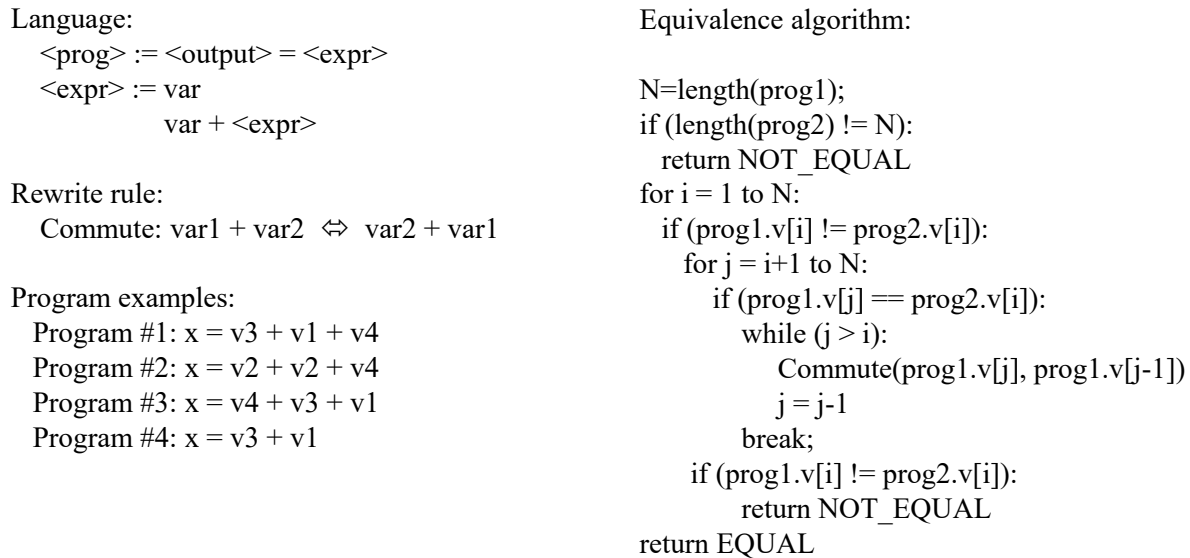 Language:
<prog> := <output> = <expr>
<expr> := var
var + <expr>
Rewrite rule:
Commute: var1 + var2 ⇔ var2 + var1
Program examples:
Program #1: x = v3 + v1 + v4
Program #2: x = v2 + v2 + v4
Program #3: x = v4 + v3 + v1
Program #4: x = v3 + v1
Equivalence algorithm:
N=length(prog1);
if (length(prog2) != N):
return NOT_EQUAL
for i = 1 to N:
if (prog1.v[i] != prog2.v[i]):
for j = i+1 to N:
if (prog1.v[j] == prog2.v[i]):
while (j > i):
Commute(prog1.v[j], prog1.v[j-1])
j = j-1
break;
if (prog1.v[i] != prog2.v[i]):
return NOT_EQUAL
return EQUAL